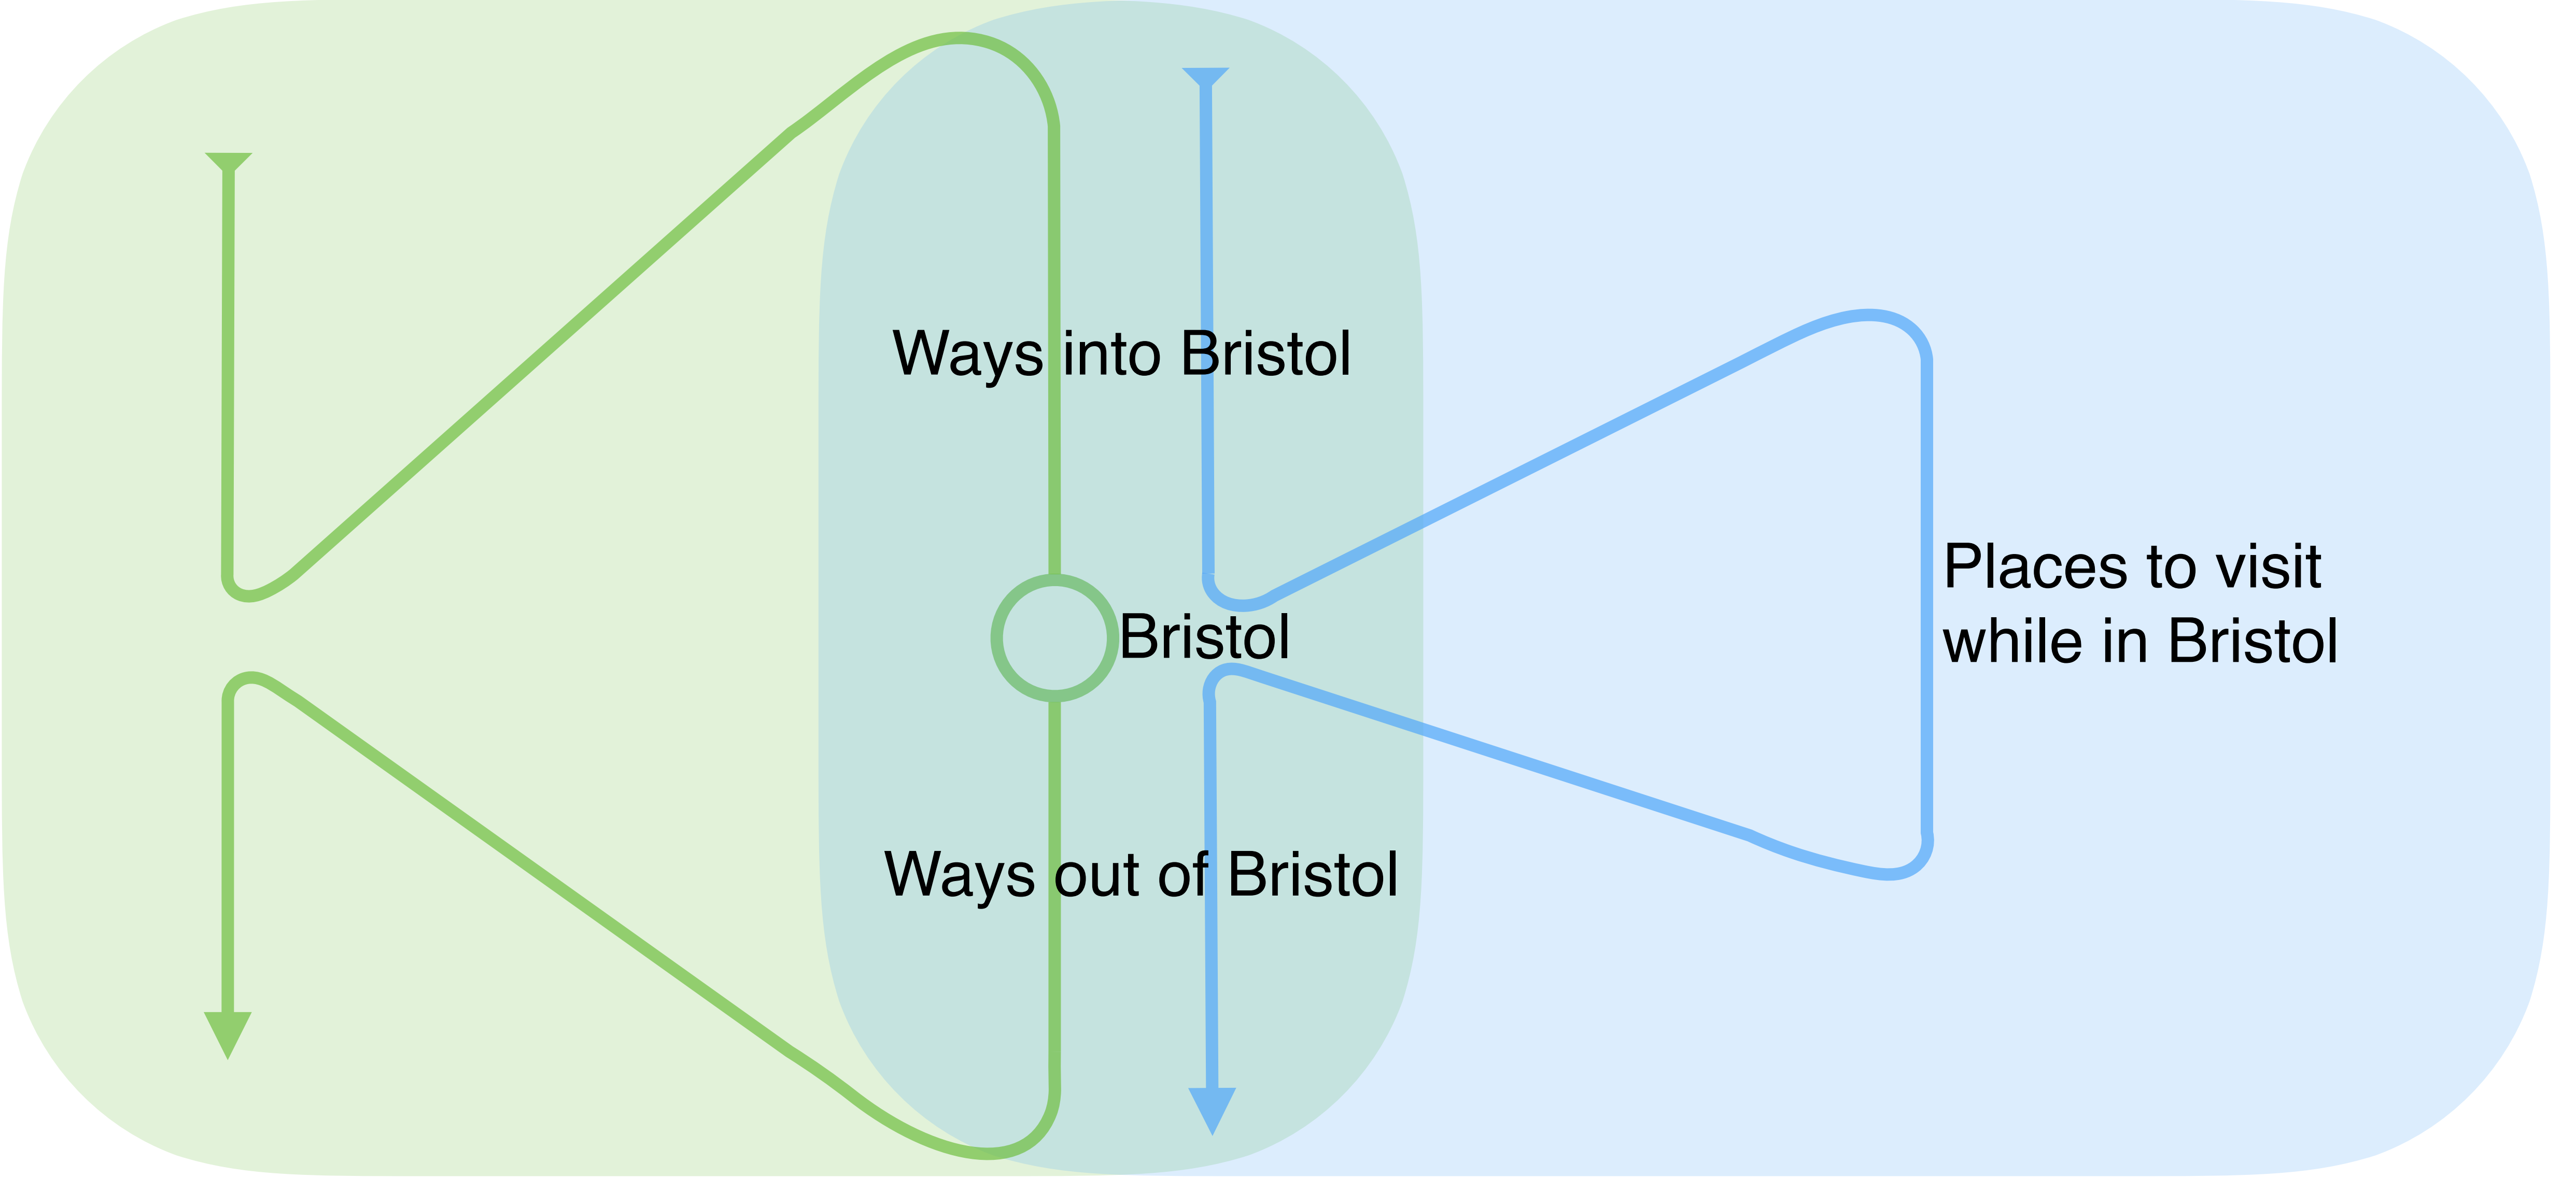 Ways into Bristol
Bristol
Places to visit
while in Bristol
Ways out of Bristol